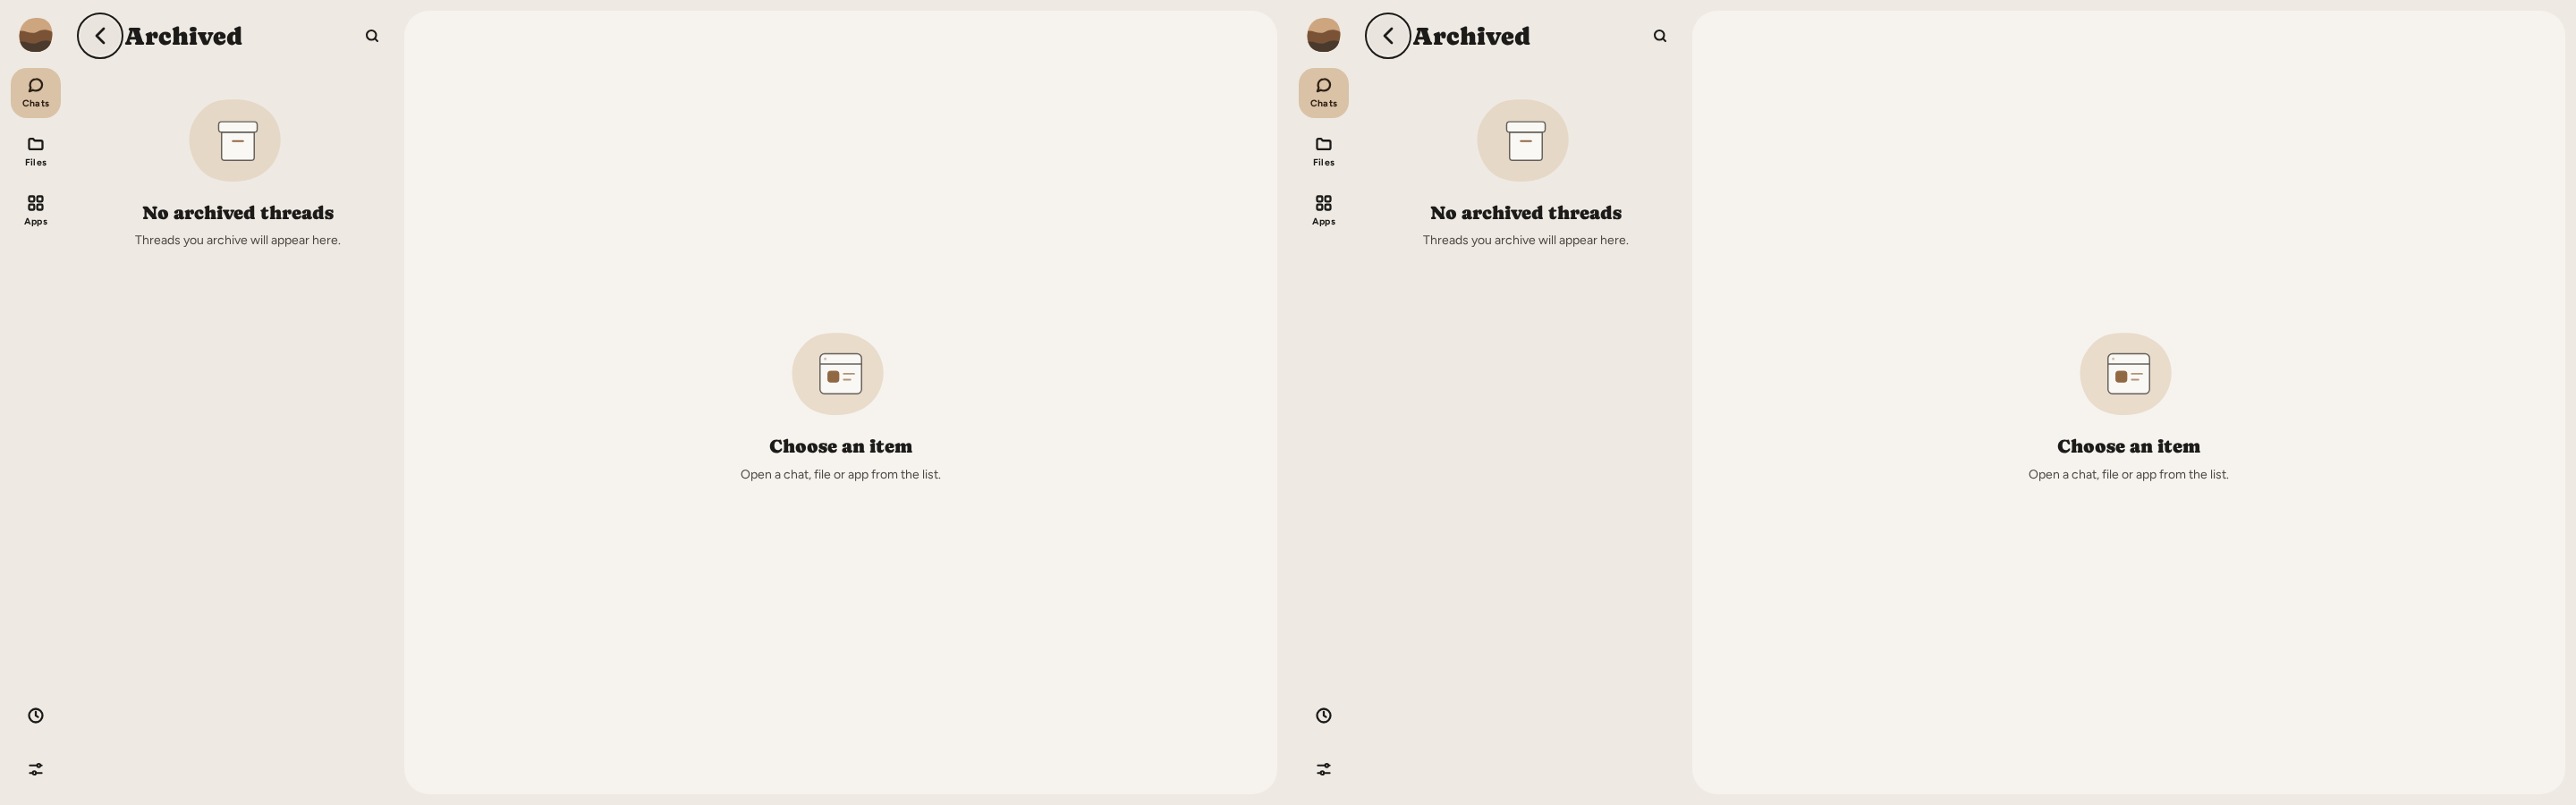 Archived
Chats
Files
Apps
No archived threads
Threads you archive will appear here.
Choose an item
Open a chat, file or app from the list.
Archived
Chats
Files
Apps
No archived threads
Threads you archive will appear here.
Choose an item
Open a chat, file or app from the list.